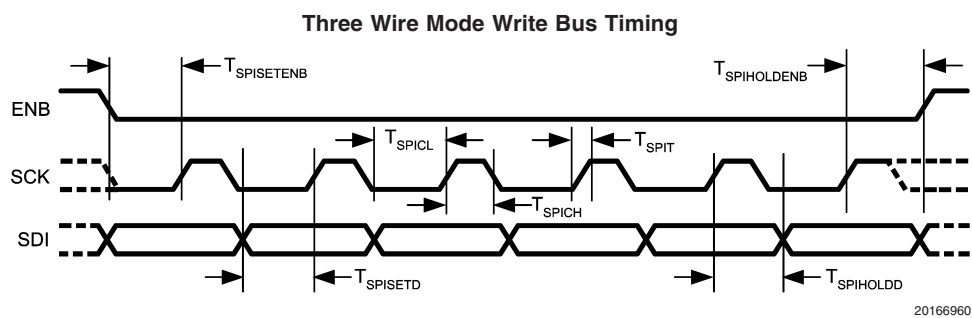 Three Wire Mode Write Bus Timing
TSPISETENB
TSPIHOLDENB
ENB
TSPICL
TSPIT
SCK
TSPICH
SDI
TSPISETD
TSPIHOLDD
20166960